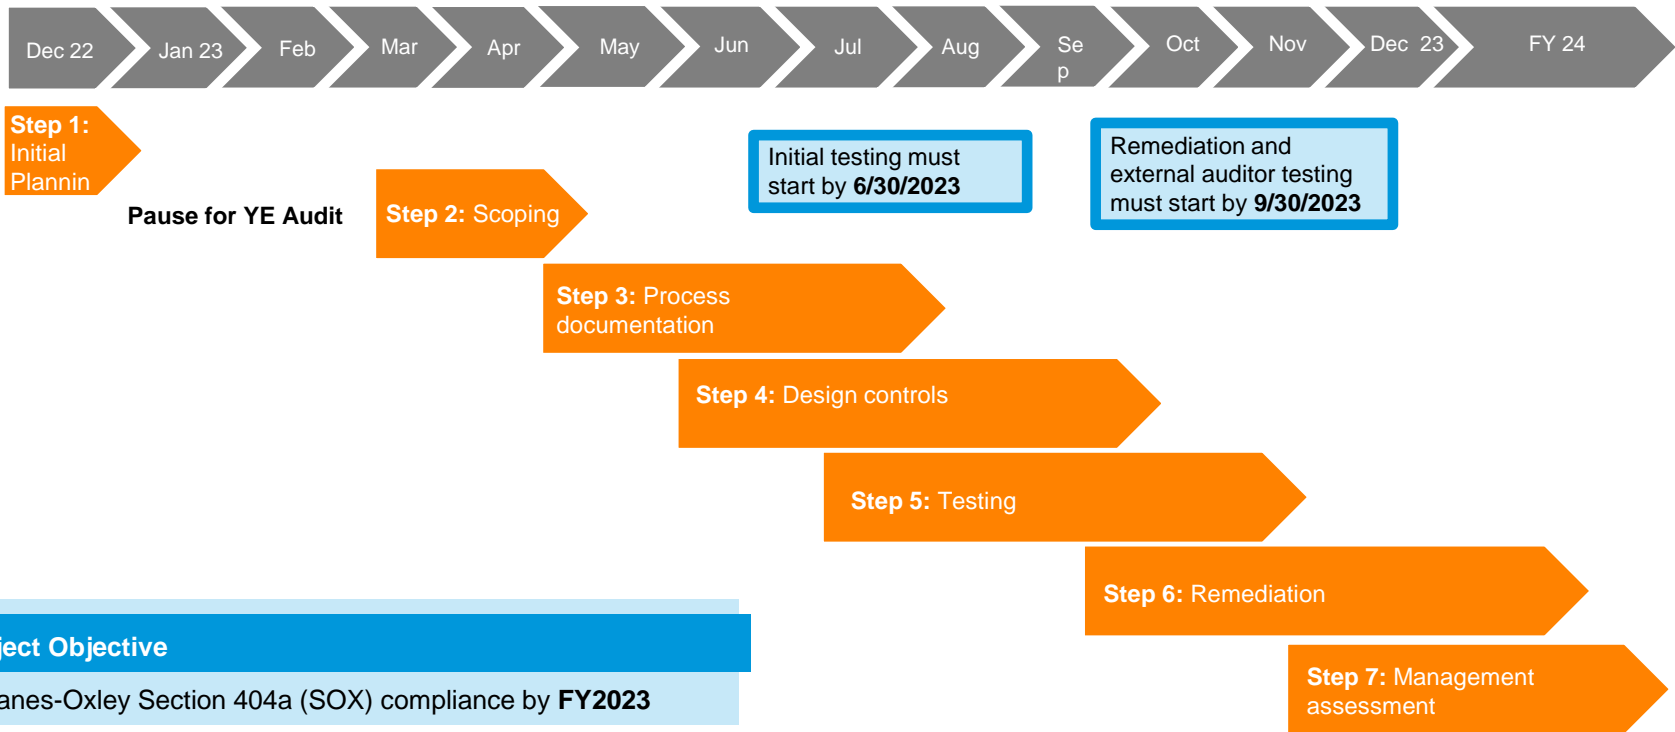 Dec 22
Jan 23
Feb
Mar
Apr
May
Jun
Jul
Aug
Se
p
Oct
Nov
Dec 23
FY 24
Step 1:
Initial
Plannin
Pause for YE Audit
Step 2: Scoping
Initial testing must
start by 6/30/2023
Remediation and
external auditor testing
must start by 9/30/2023
Step 3: Process
documentation
Step 4: Design controls
Step 5: Testing
Step 6: Remediation
Step 7: Management
assessment
ject Objective
anes-Oxley Section 404a (SOX) compliance by FY2023